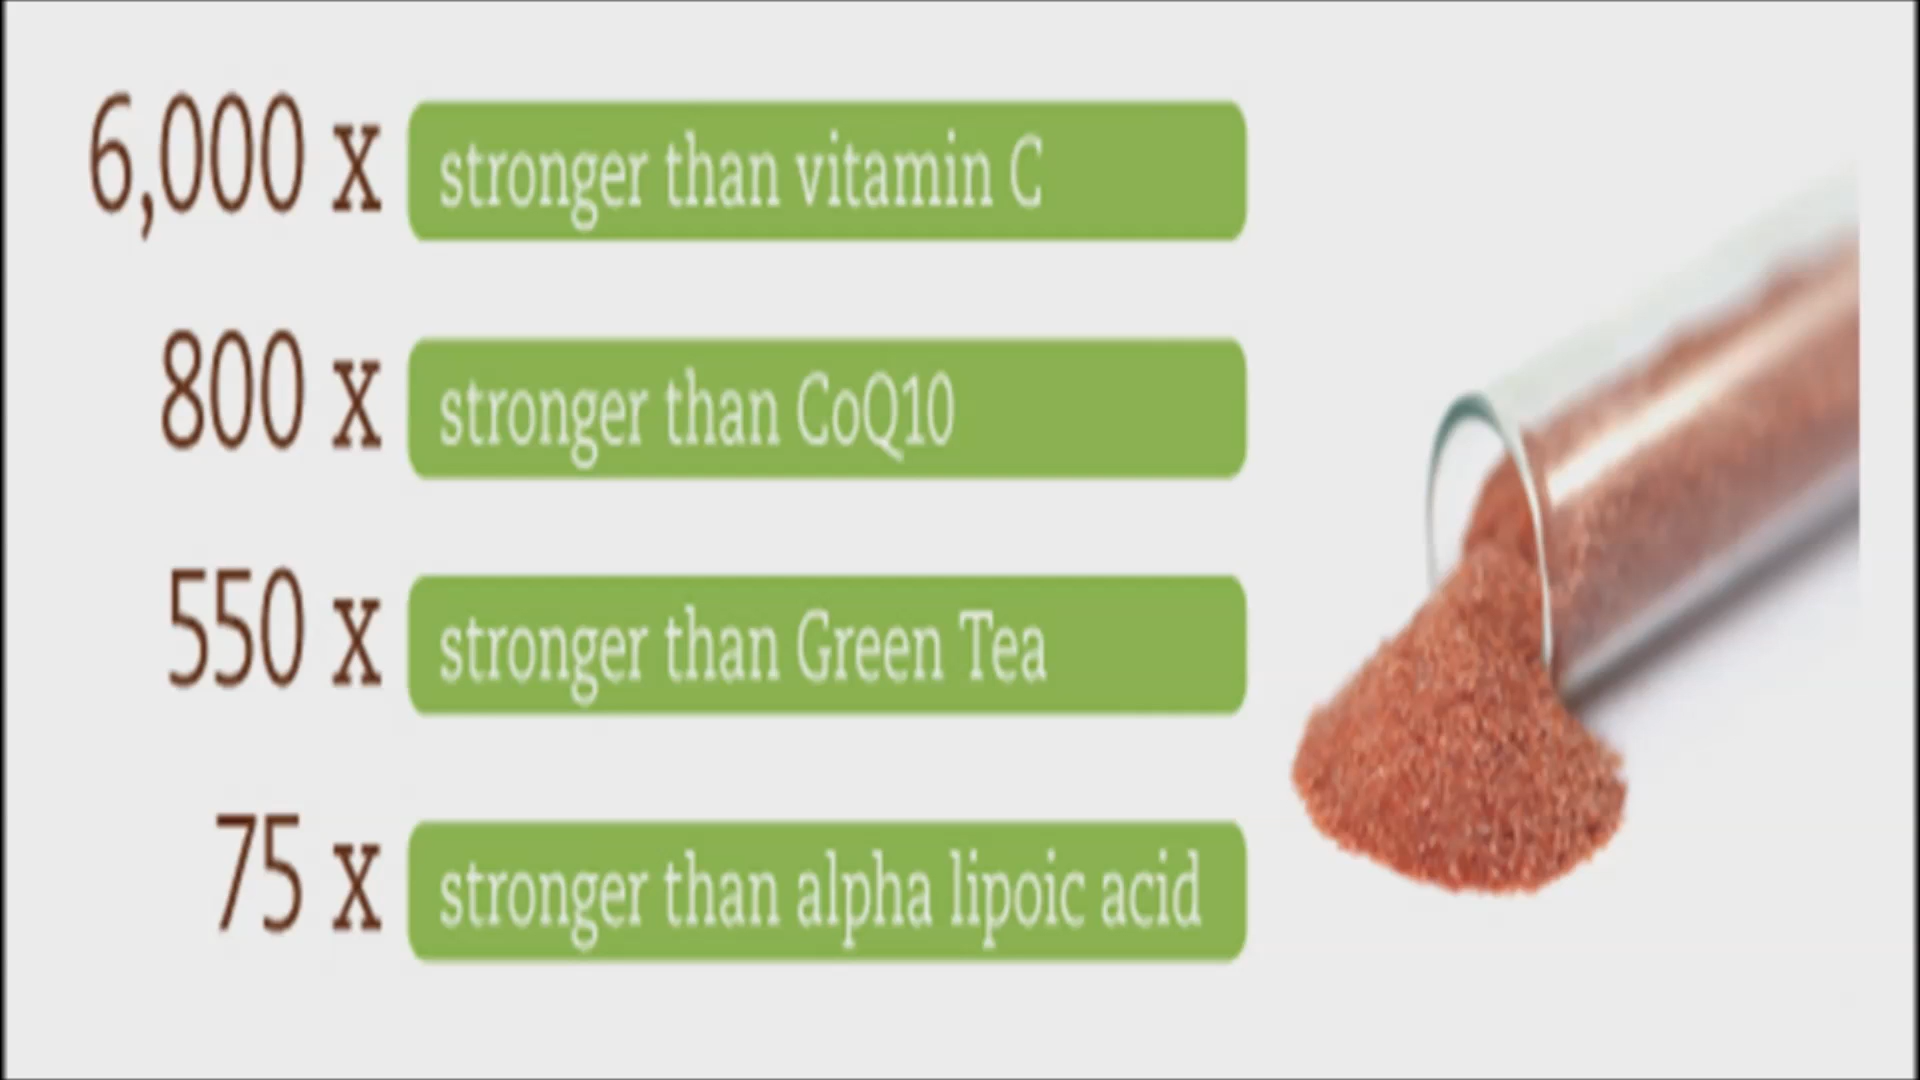 6,000 x stronger than vitamin C
800 x stronger than CoQ10
550 x stronger than Green Tea
75 x stronger than alpha lipoic acid